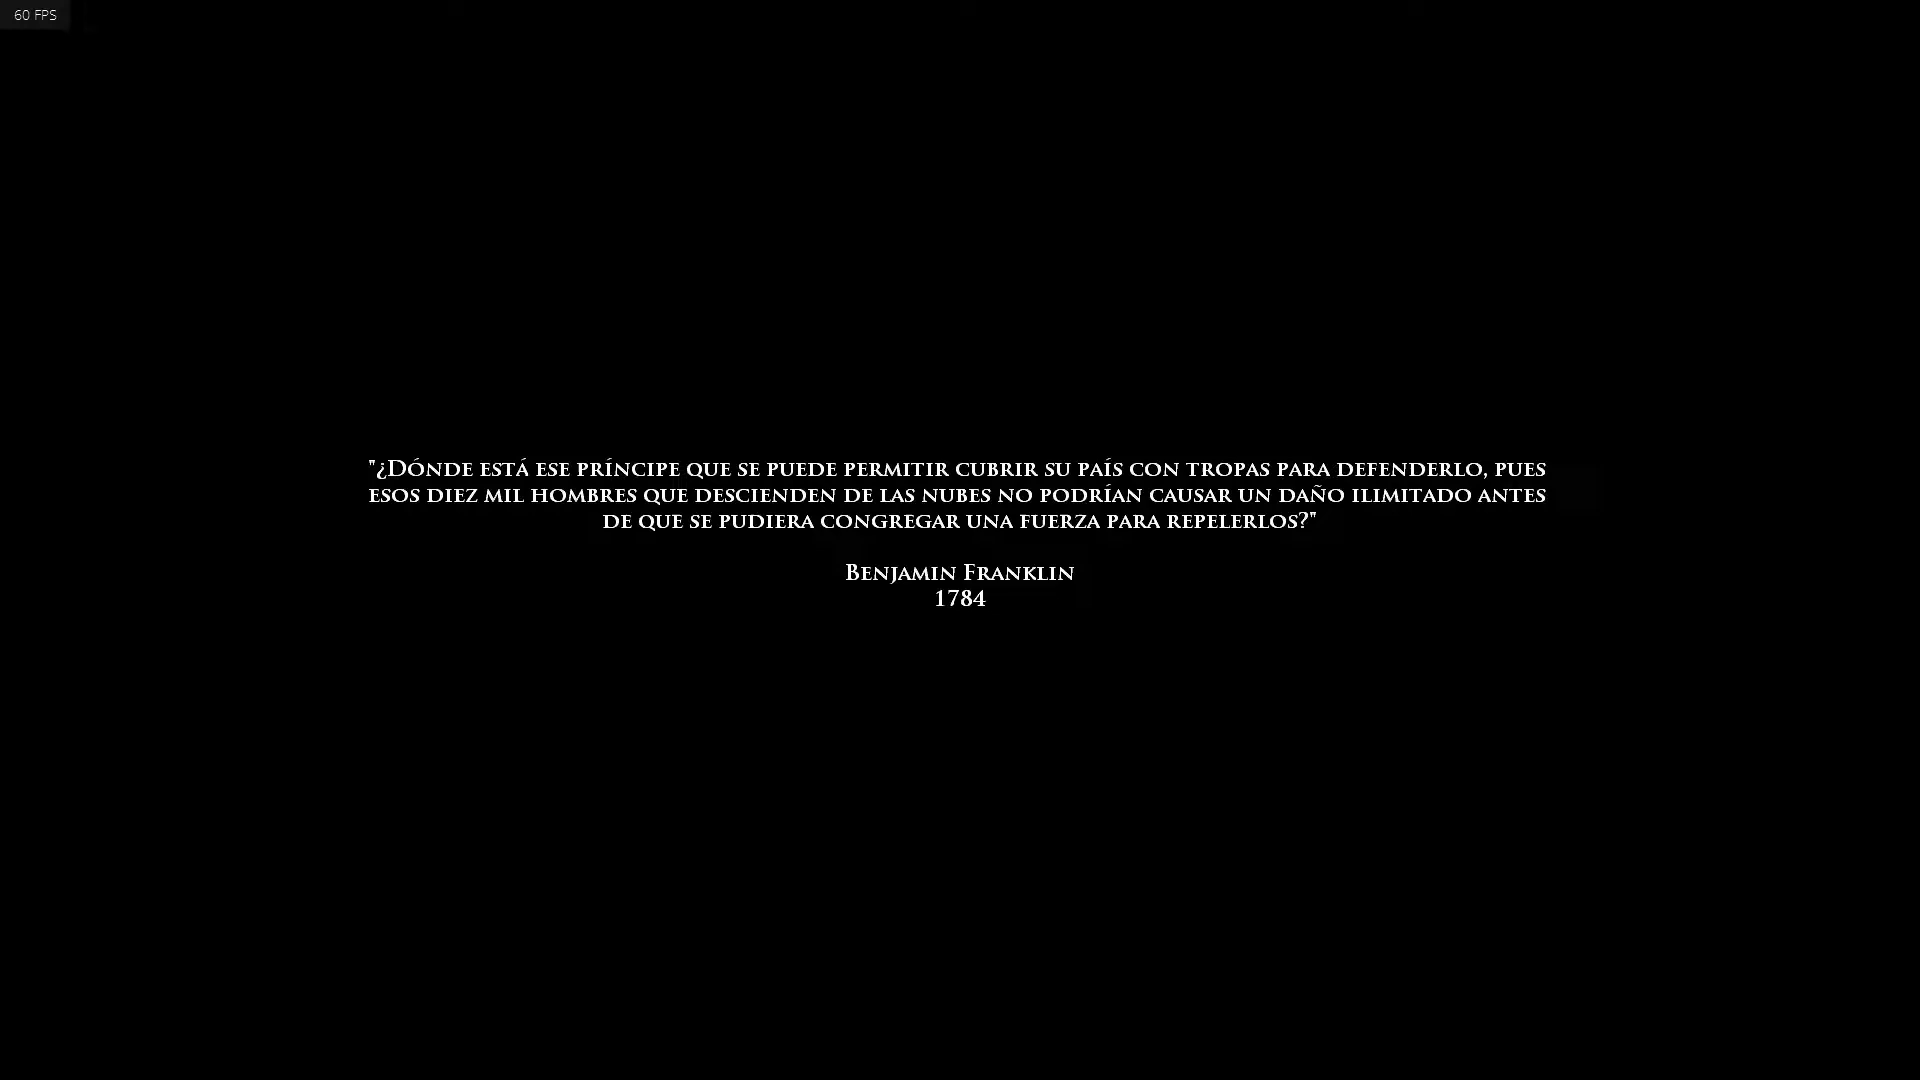 60 FPS
"¿Dónde está ese príncipe que se puede permitir cubrir su país con tropas para defenderlo, pues
esos diez mil hombres que descienden de las nubes no podrían causar un daño ilimitado antes
de que se pudiera congregar una fuerza para repelerlos?"
Benjamin Franklin
1784